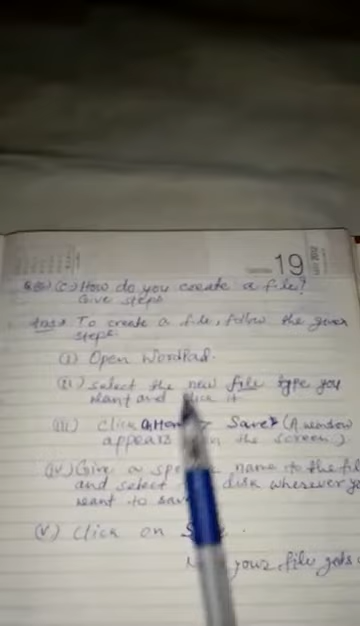 19
(c) How do you create a file?
Give steps
Ans→ To create a file, follow the given
steps:
(i) Open WordPad.
(ii) Select the new file type you
want and click it
(iii) Click Save (A window
appears on the screen)
(iv) Give a name to the
and select disk wherever
want to save
(v) Click on
your file gets